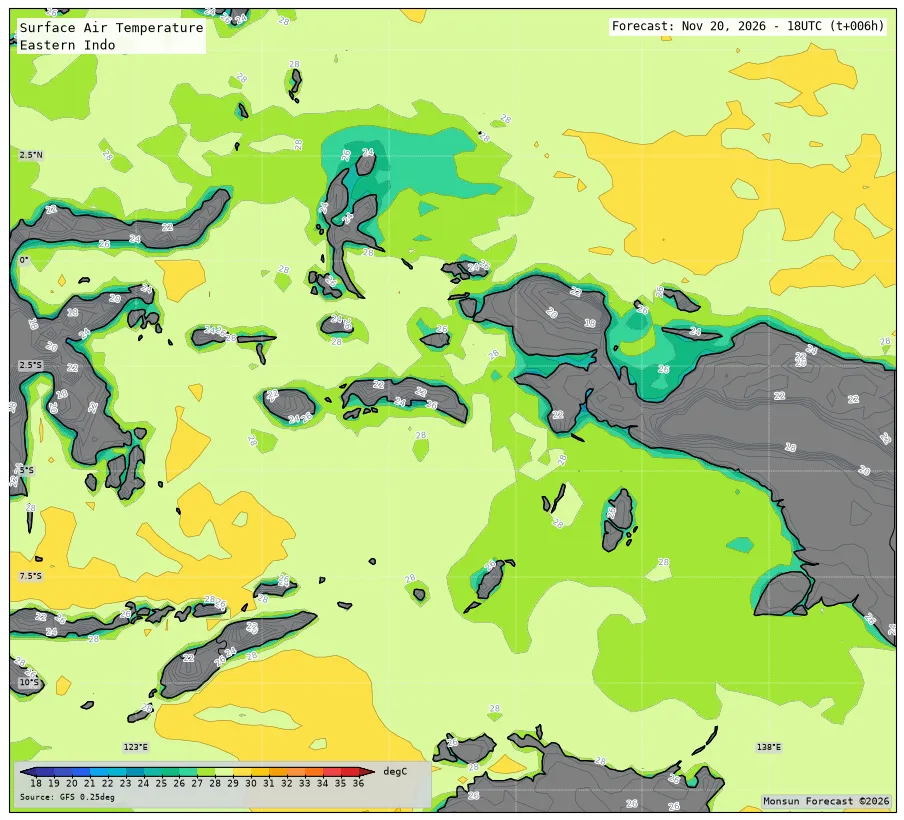 Surface Air Temperature
Eastern Indo
Forecast: Nov 20, 2026 - 18UTC (t+006h)
2.5°N
0°
2.5°S
5°S
7.5°S
10°S
123°E
138°E
degC
18 19 20 21 22 23 24 25 26 27 28 29 30 31 32 33 34 35 36
Source: GFS 0.25deg
Monsun Forecast ©2026